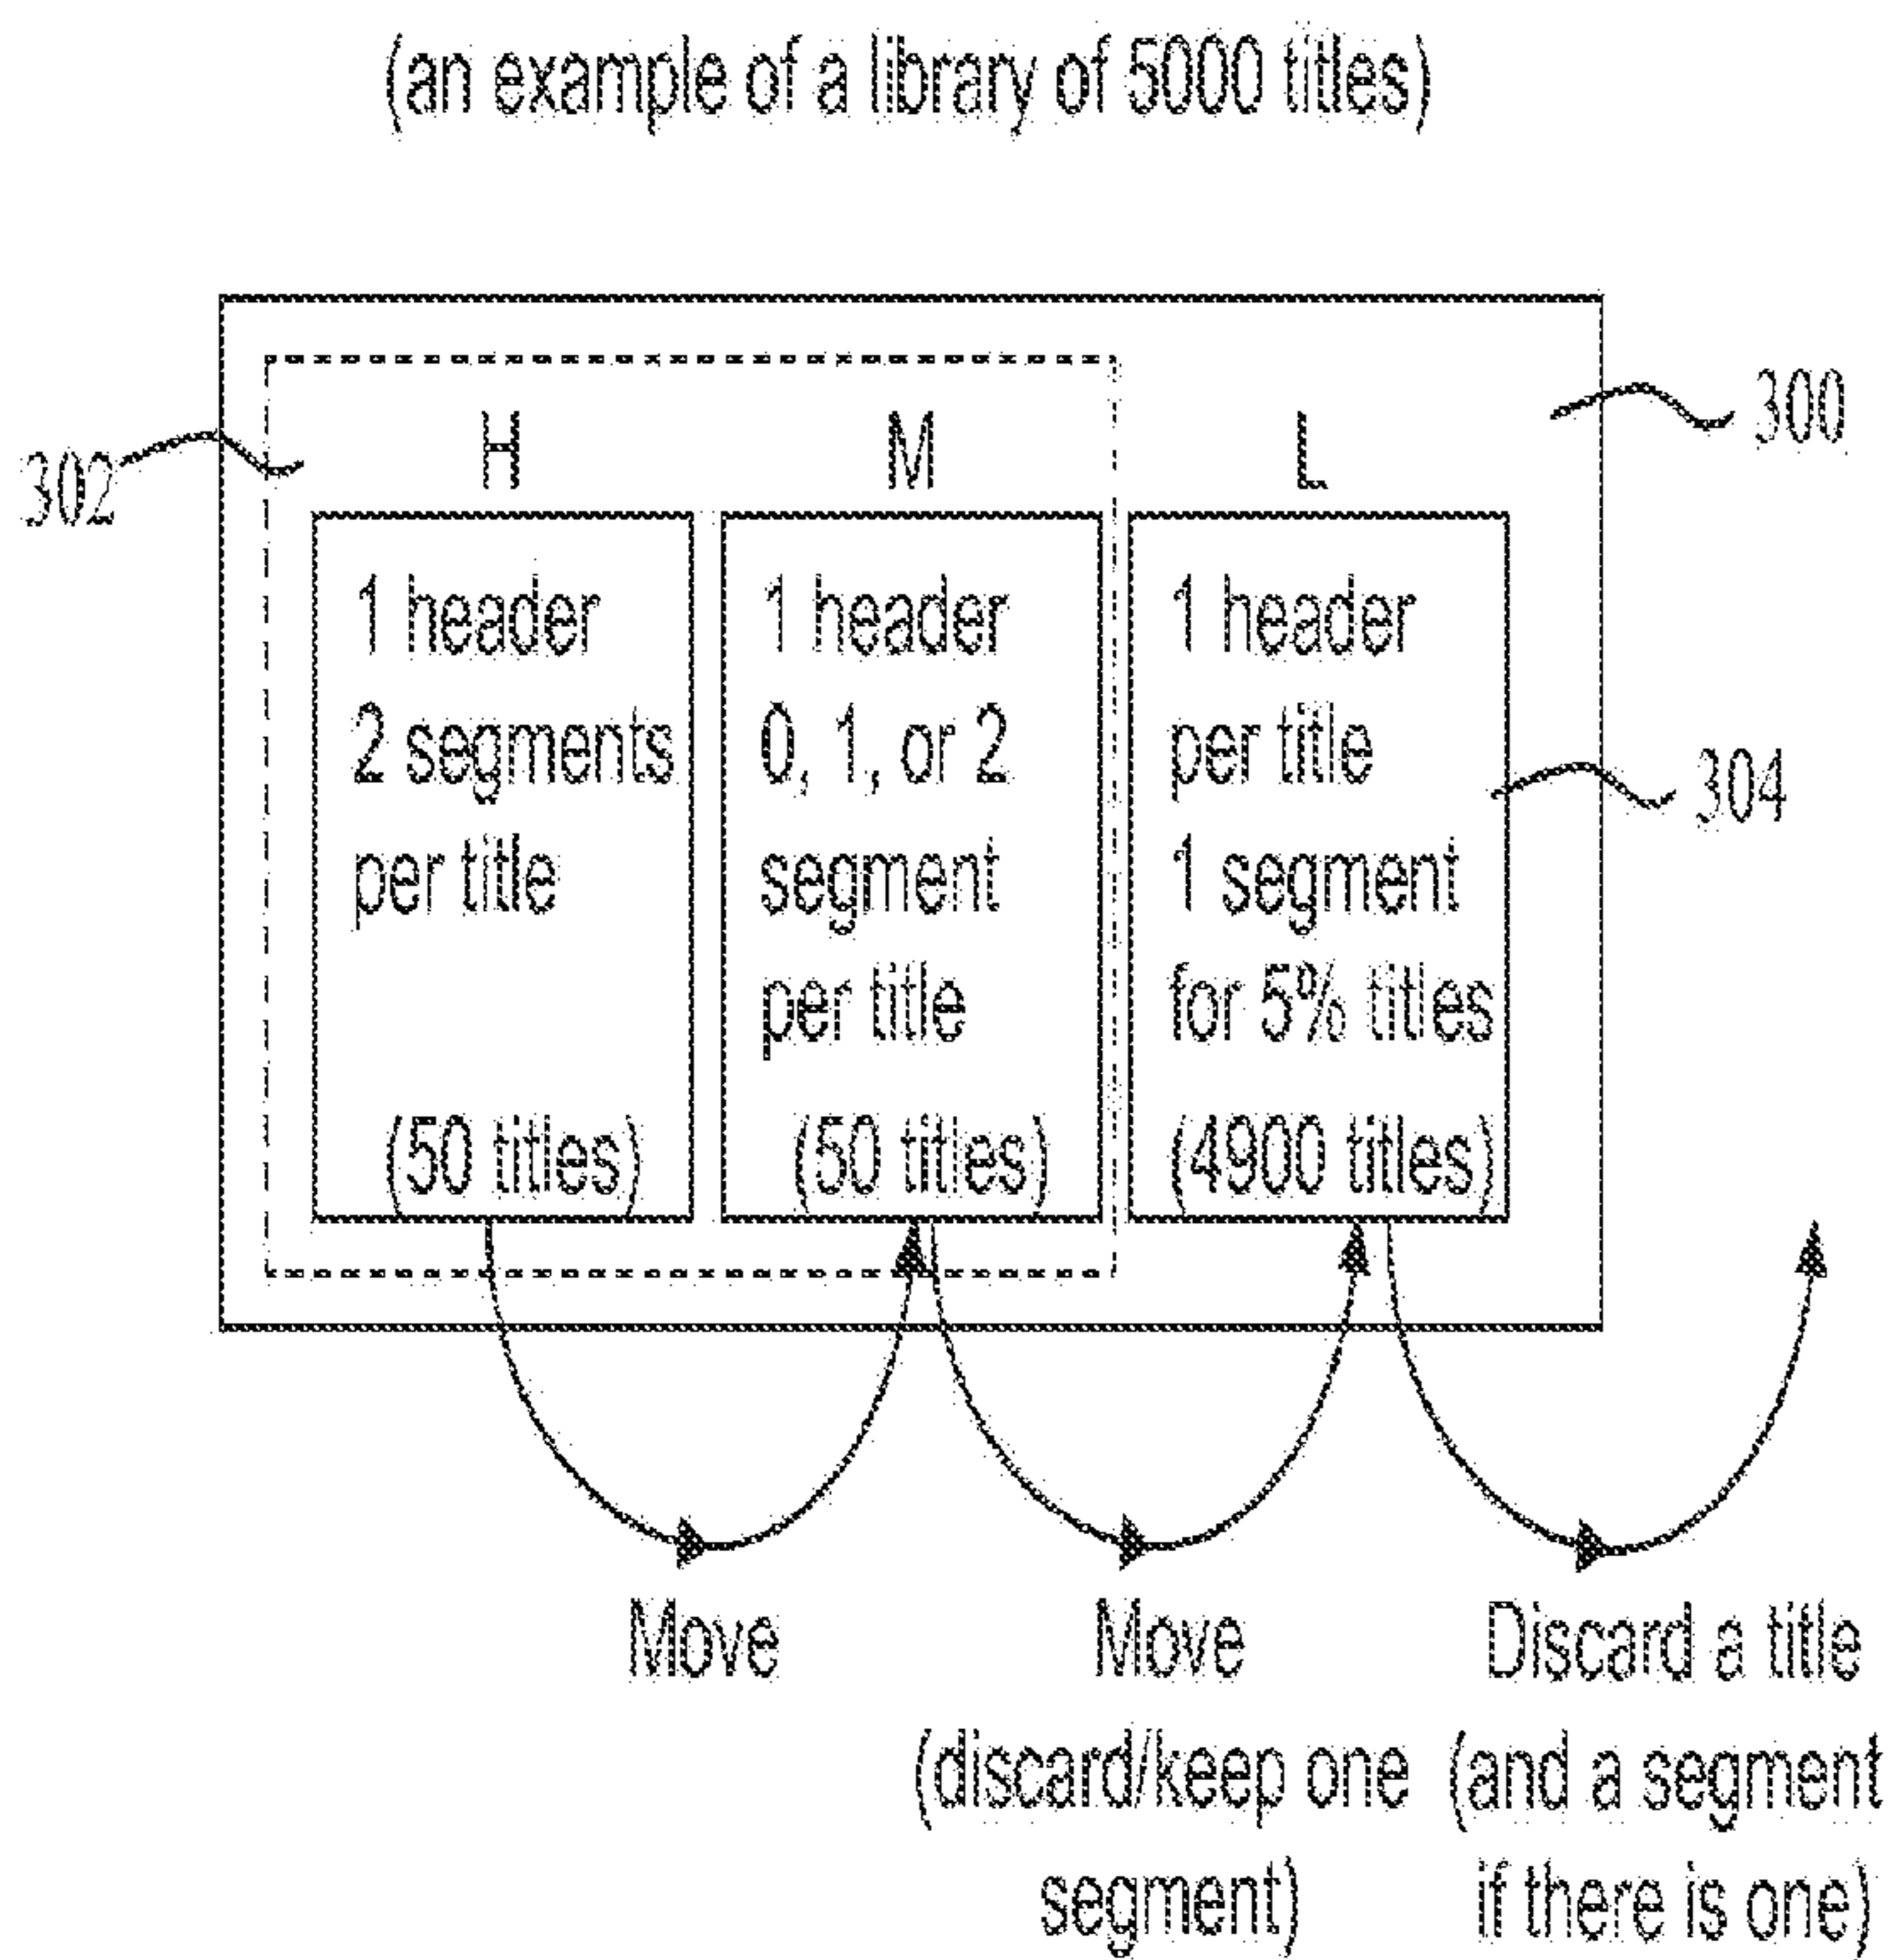 (an example of a library of 5000 titles)
300
302
H
M
L
1 header
2 segments
per title
(50 titles)
1 header
0, 1, or 2
segment
per title
(50 titles)
1 header
per title
1 segment
for 5% titles
(4900 titles)
304
Move
Move
(discard/keep one
segment)
Discard a title
(and a segment
if there is one)